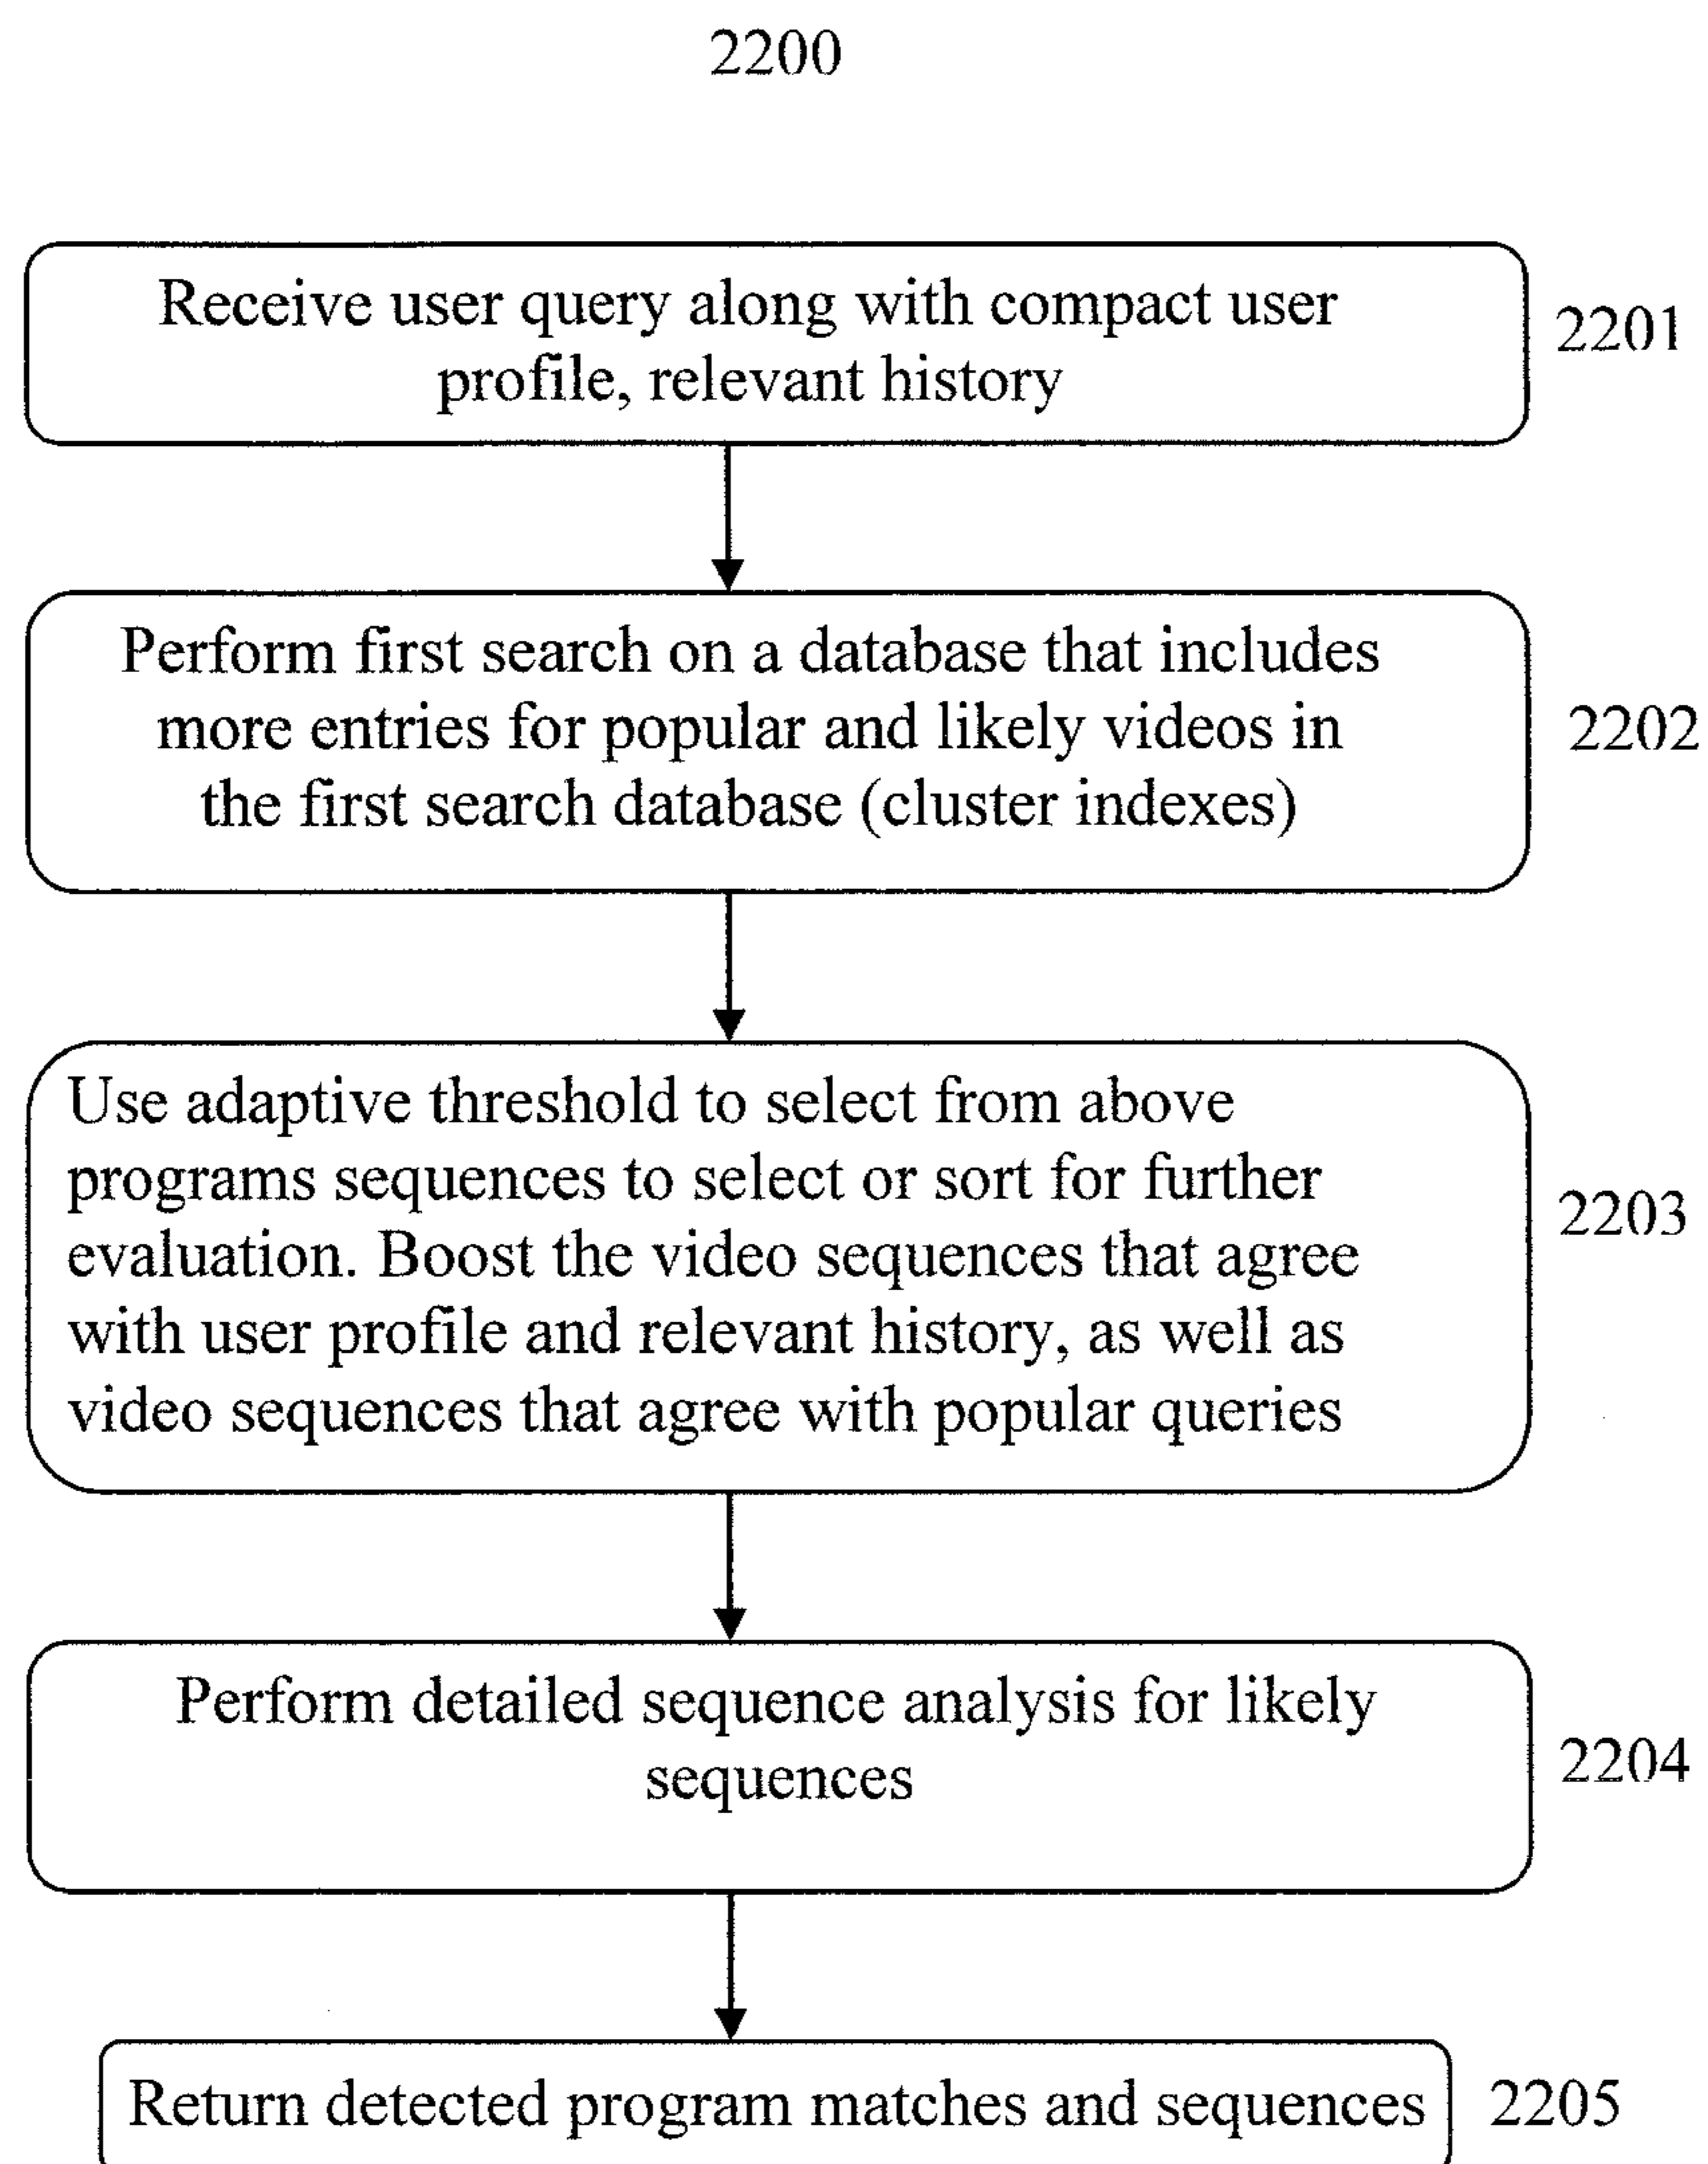 2200
Receive user query along with compact user
profile, relevant history
2201
Perform first search on a database that includes
more entries for popular and likely videos in
the first search database (cluster indexes)
2202
Use adaptive threshold to select from above
programs sequences to select or sort for further
evaluation. Boost the video sequences that agree
with user profile and relevant history, as well as
video sequences that agree with popular queries
2203
Perform detailed sequence analysis for likely
sequences
2204
Return detected program matches and sequences
2205